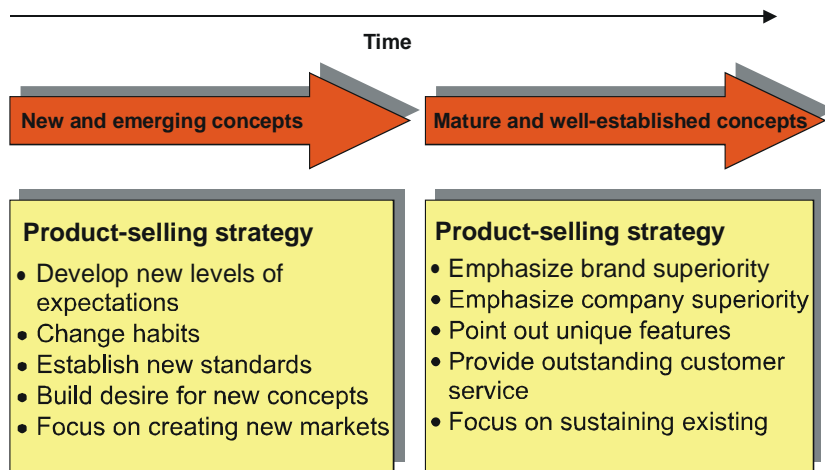 Time
New and emerging concepts
Mature and well-established concepts
Product-selling strategy
• Develop new levels of
expectations
• Change habits
• Establish new standards
• Build desire for new concepts
• Focus on creating new markets
Product-selling strategy
• Emphasize brand superiority
• Emphasize company superiority
• Point out unique features
• Provide outstanding customer
service
• Focus on sustaining existing